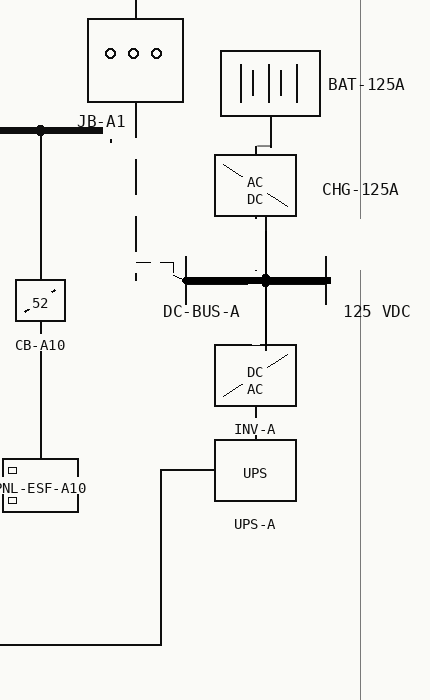 JB-A1
BAT-125A
AC
DC
CHG-125A
52
CB-A10
DC-BUS-A
125 VDC
DC
AC
INV-A
PNL-ESF-A10
UPS
UPS-A